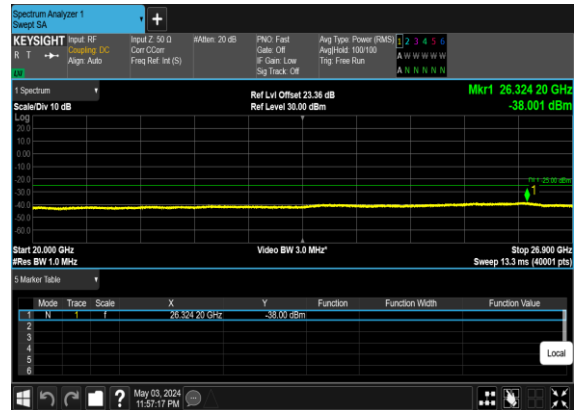 Spectrum Analyzer 1
Swept SA
+
KEYSIGHT Input: RF Input Z: 50 Ω #Atten: 20 dB PNO: Fast Avg Type: Power (RMS) 1 2 3 4 5 6
R T Coupling: DC Corr CCorr Gate: Off Avg|Hold: 100/100 A W W W W W
Align: Auto Freq Ref: Int (S) IF Gain: Low Trig: Free Run
Sig Track: Off A N N N N N
1 Spectrum Ref Lvl Offset 23.36 dB Mkr1 26.324 20 GHz
Scale/Div 10 dB Ref Level 30.00 dBm -38.001 dBm
Log
20.0
10.0
0.00
-10.0
-20.0
-30.0
-40.0
-50.0
-60.0
-25.00 dBm
1
Start 20.000 GHz Video BW 3.0 MHz* Stop 26.900 GHz
#Res BW 1.0 MHz Sweep 13.3 ms (40001 pts)
5 Marker Table
Mode Trace Scale X Y Function Function Width Function Value
1 N 1 f 26.324 20 GHz -38.00 dBm
2
3
4
5
6
Local
? May 03, 2024
11:57:17 PM